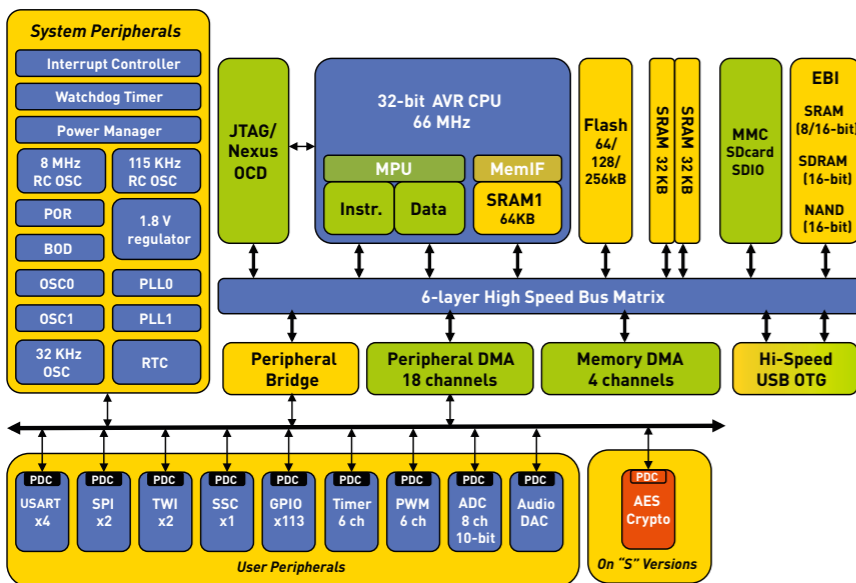 System Peripherals
Interrupt Controller
Watchdog Timer
Power Manager
8 MHz
RC OSC
115 KHz
RC OSC
POR
1.8 V
regulator
BOD
OSC0
PLL0
OSC1
PLL1
32 KHz
OSC
RTC
JTAG/
Nexus
OCD
32-bit AVR CPU
66 MHz
MPU
Instr.
Data
MemIF
SRAM1
64KB
Flash
64/
128/
256kB
SRAM 32 KB
SRAM 32 KB
MMC
SDcard
SDIO
EBI
SRAM
(8/16-bit)
SDRAM
(16-bit)
NAND
(16-bit)
6-layer High Speed Bus Matrix
Peripheral
Bridge
Peripheral DMA
18 channels
Memory DMA
4 channels
Hi-Speed
USB OTG
PDC
USART
x4
PDC
SPI
x2
PDC
TWI
x2
PDC
SSC
x1
PDC
GPIO
x113
PDC
Timer
6 ch
PDC
PWM
6 ch
PDC
ADC
8 ch
10-bit
PDC
Audio
DAC
User Peripherals
PDC
AES
Crypto
On "S" Versions